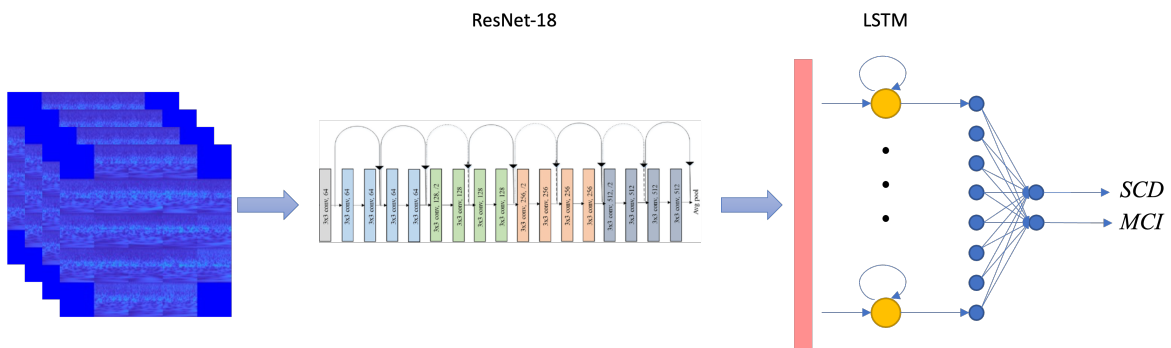 ResNet-18
LSTM
3x3 conv, 64
3x3 conv, 64
3x3 conv, 64
3x3 conv, 64
3x3 conv, 64
3x3 conv, 128, /2
3x3 conv, 128
3x3 conv, 128
3x3 conv, 128
3x3 conv, 256, /2
3x3 conv, 256
3x3 conv, 256
3x3 conv, 256
3x3 conv, 512, /2
3x3 conv, 512
3x3 conv, 512
3x3 conv, 512
Avg pool
SCD
MCI